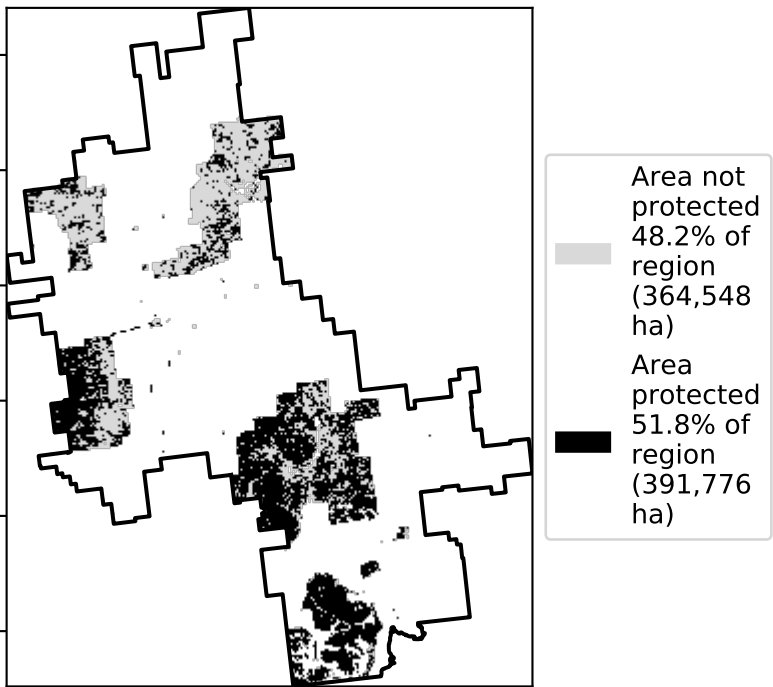 Area not
protected
48.2% of
region
(364,548
ha)
Area
protected
51.8% of
region
(391,776
ha)